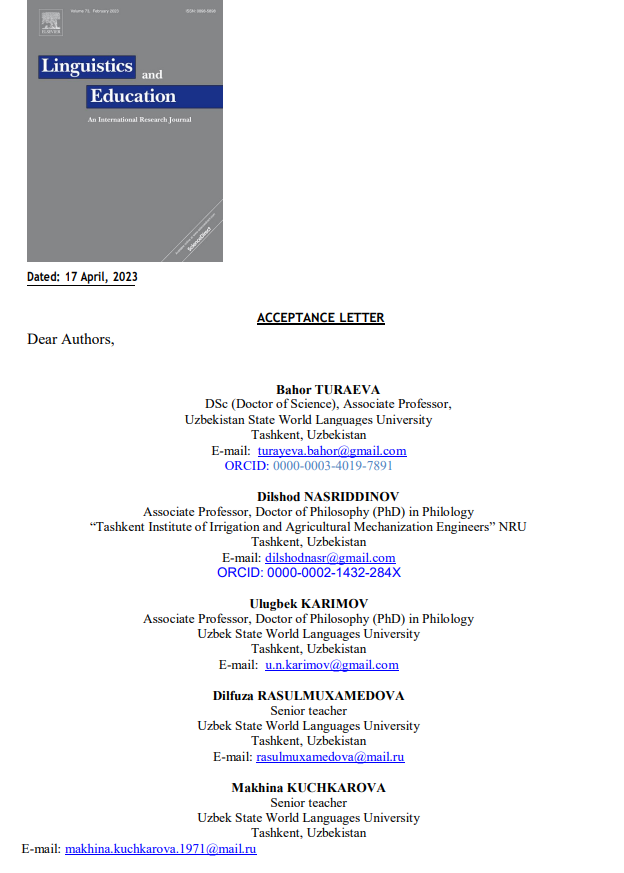 ELSEVIER
Volume 73, February 2023
ISSN 0898-5898
Linguistics
and
Education
An International Research Journal
ScienceDirect
Dated: 17 April, 2023
ACCEPTANCE LETTER
Dear Authors,
Bahor TURAEVA
DSc (Doctor of Science), Associate Professor,
Uzbekistan State World Languages University
Tashkent, Uzbekistan
E-mail: turayeva.bahor@gmail.com
ORCID: 0000-0003-4019-7891
Dilshod NASRIDDINOV
Associate Professor, Doctor of Philosophy (PhD) in Philology
“Tashkent Institute of Irrigation and Agricultural Mechanization Engineers” NRU
Tashkent, Uzbekistan
E-mail: dilshodnasr@gmail.com
ORCID: 0000-0002-1432-284X
Ulugbek KARIMOV
Associate Professor, Doctor of Philosophy (PhD) in Philology
Uzbek State World Languages University
Tashkent, Uzbekistan
E-mail: u.n.karimov@gmail.com
Dilfuza RASULMUXAMEDOVA
Senior teacher
Uzbek State World Languages University
Tashkent, Uzbekistan
E-mail: rasulmuxamedova@mail.ru
Makhina KUCHKAROVA
Senior teacher
Uzbek State World Languages University
Tashkent, Uzbekistan
E-mail: makhina.kuchkarova.1971@mail.ru